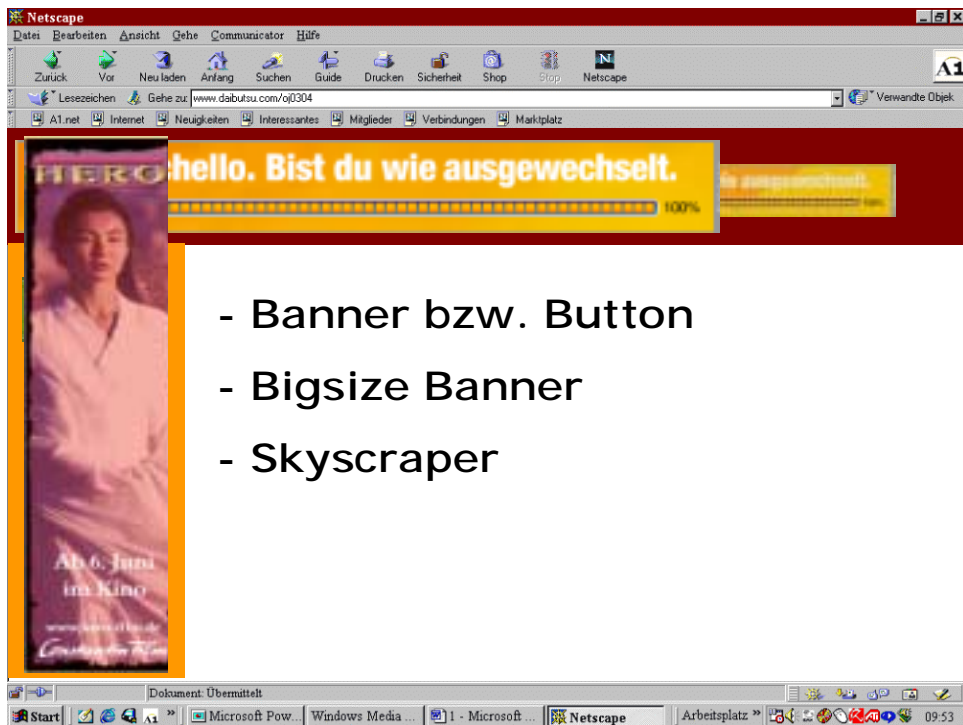 Netscape
Datei Bearbeiten Ansicht Gehe Communicator Hilfe
Zurück Vor Neu laden Anfang Suchen Guide Drucken Sicherheit Shop Stop Netscape
A1
Lesezeichen Gehe zu: www.daibutsu.com/oj0304 Verwandte Objek
A1.net Internet Neuigkeiten Interessantes Mitglieder Verbindungen Marktplatz
HERO
hello. Bist du wie ausgewechselt.
100%
- Banner bzw. Button
- Bigsize Banner
- Skyscraper
Ab 6. Juni
im Kino
Dokument: Übermittelt
Start A1 » Microsoft Pow... Windows Media ... 1 - Microsoft ... Netscape Arbeitsplatz » 09:53